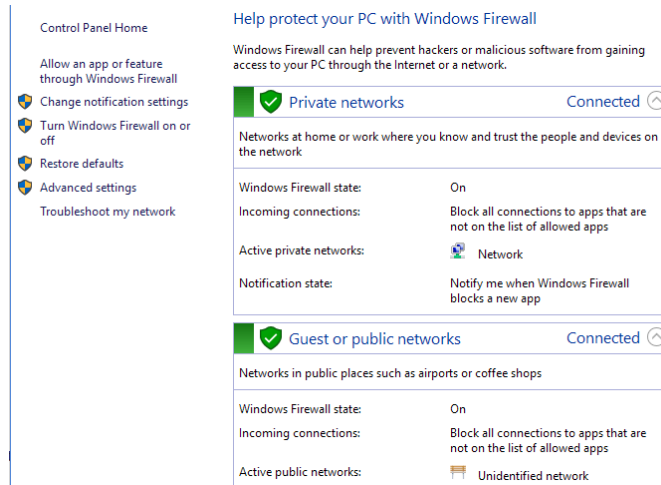 Control Panel Home
Allow an app or feature
through Windows Firewall
Change notification settings
Turn Windows Firewall on or
off
Restore defaults
Advanced settings
Troubleshoot my network
Help protect your PC with Windows Firewall
Windows Firewall can help prevent hackers or malicious software from gaining
access to your PC through the Internet or a network.
Private networks Connected
Networks at home or work where you know and trust the people and devices on
the network
Windows Firewall state: On
Incoming connections: Block all connections to apps that are
not on the list of allowed apps
Active private networks: Network
Notification state: Notify me when Windows Firewall
blocks a new app
Guest or public networks Connected
Networks in public places such as airports or coffee shops
Windows Firewall state: On
Incoming connections: Block all connections to apps that are
not on the list of allowed apps
Active public networks: Unidentified network